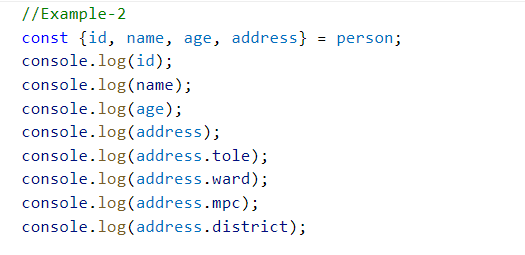 //Example-2
const {id, name, age, address} = person;
console.log(id);
console.log(name);
console.log(age);
console.log(address);
console.log(address.tole);
console.log(address.ward);
console.log(address.mpc);
console.log(address.district);